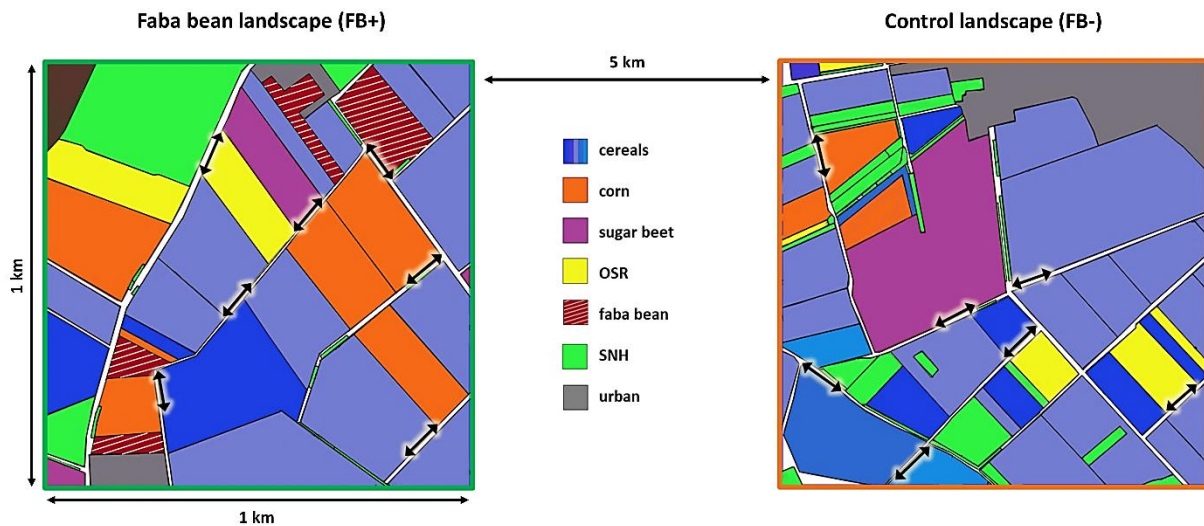 Faba bean landscape (FB+)
Control landscape (FB-)
5 km
1 km
cereals
corn
sugar beet
OSR
faba bean
SNH
urban
1 km